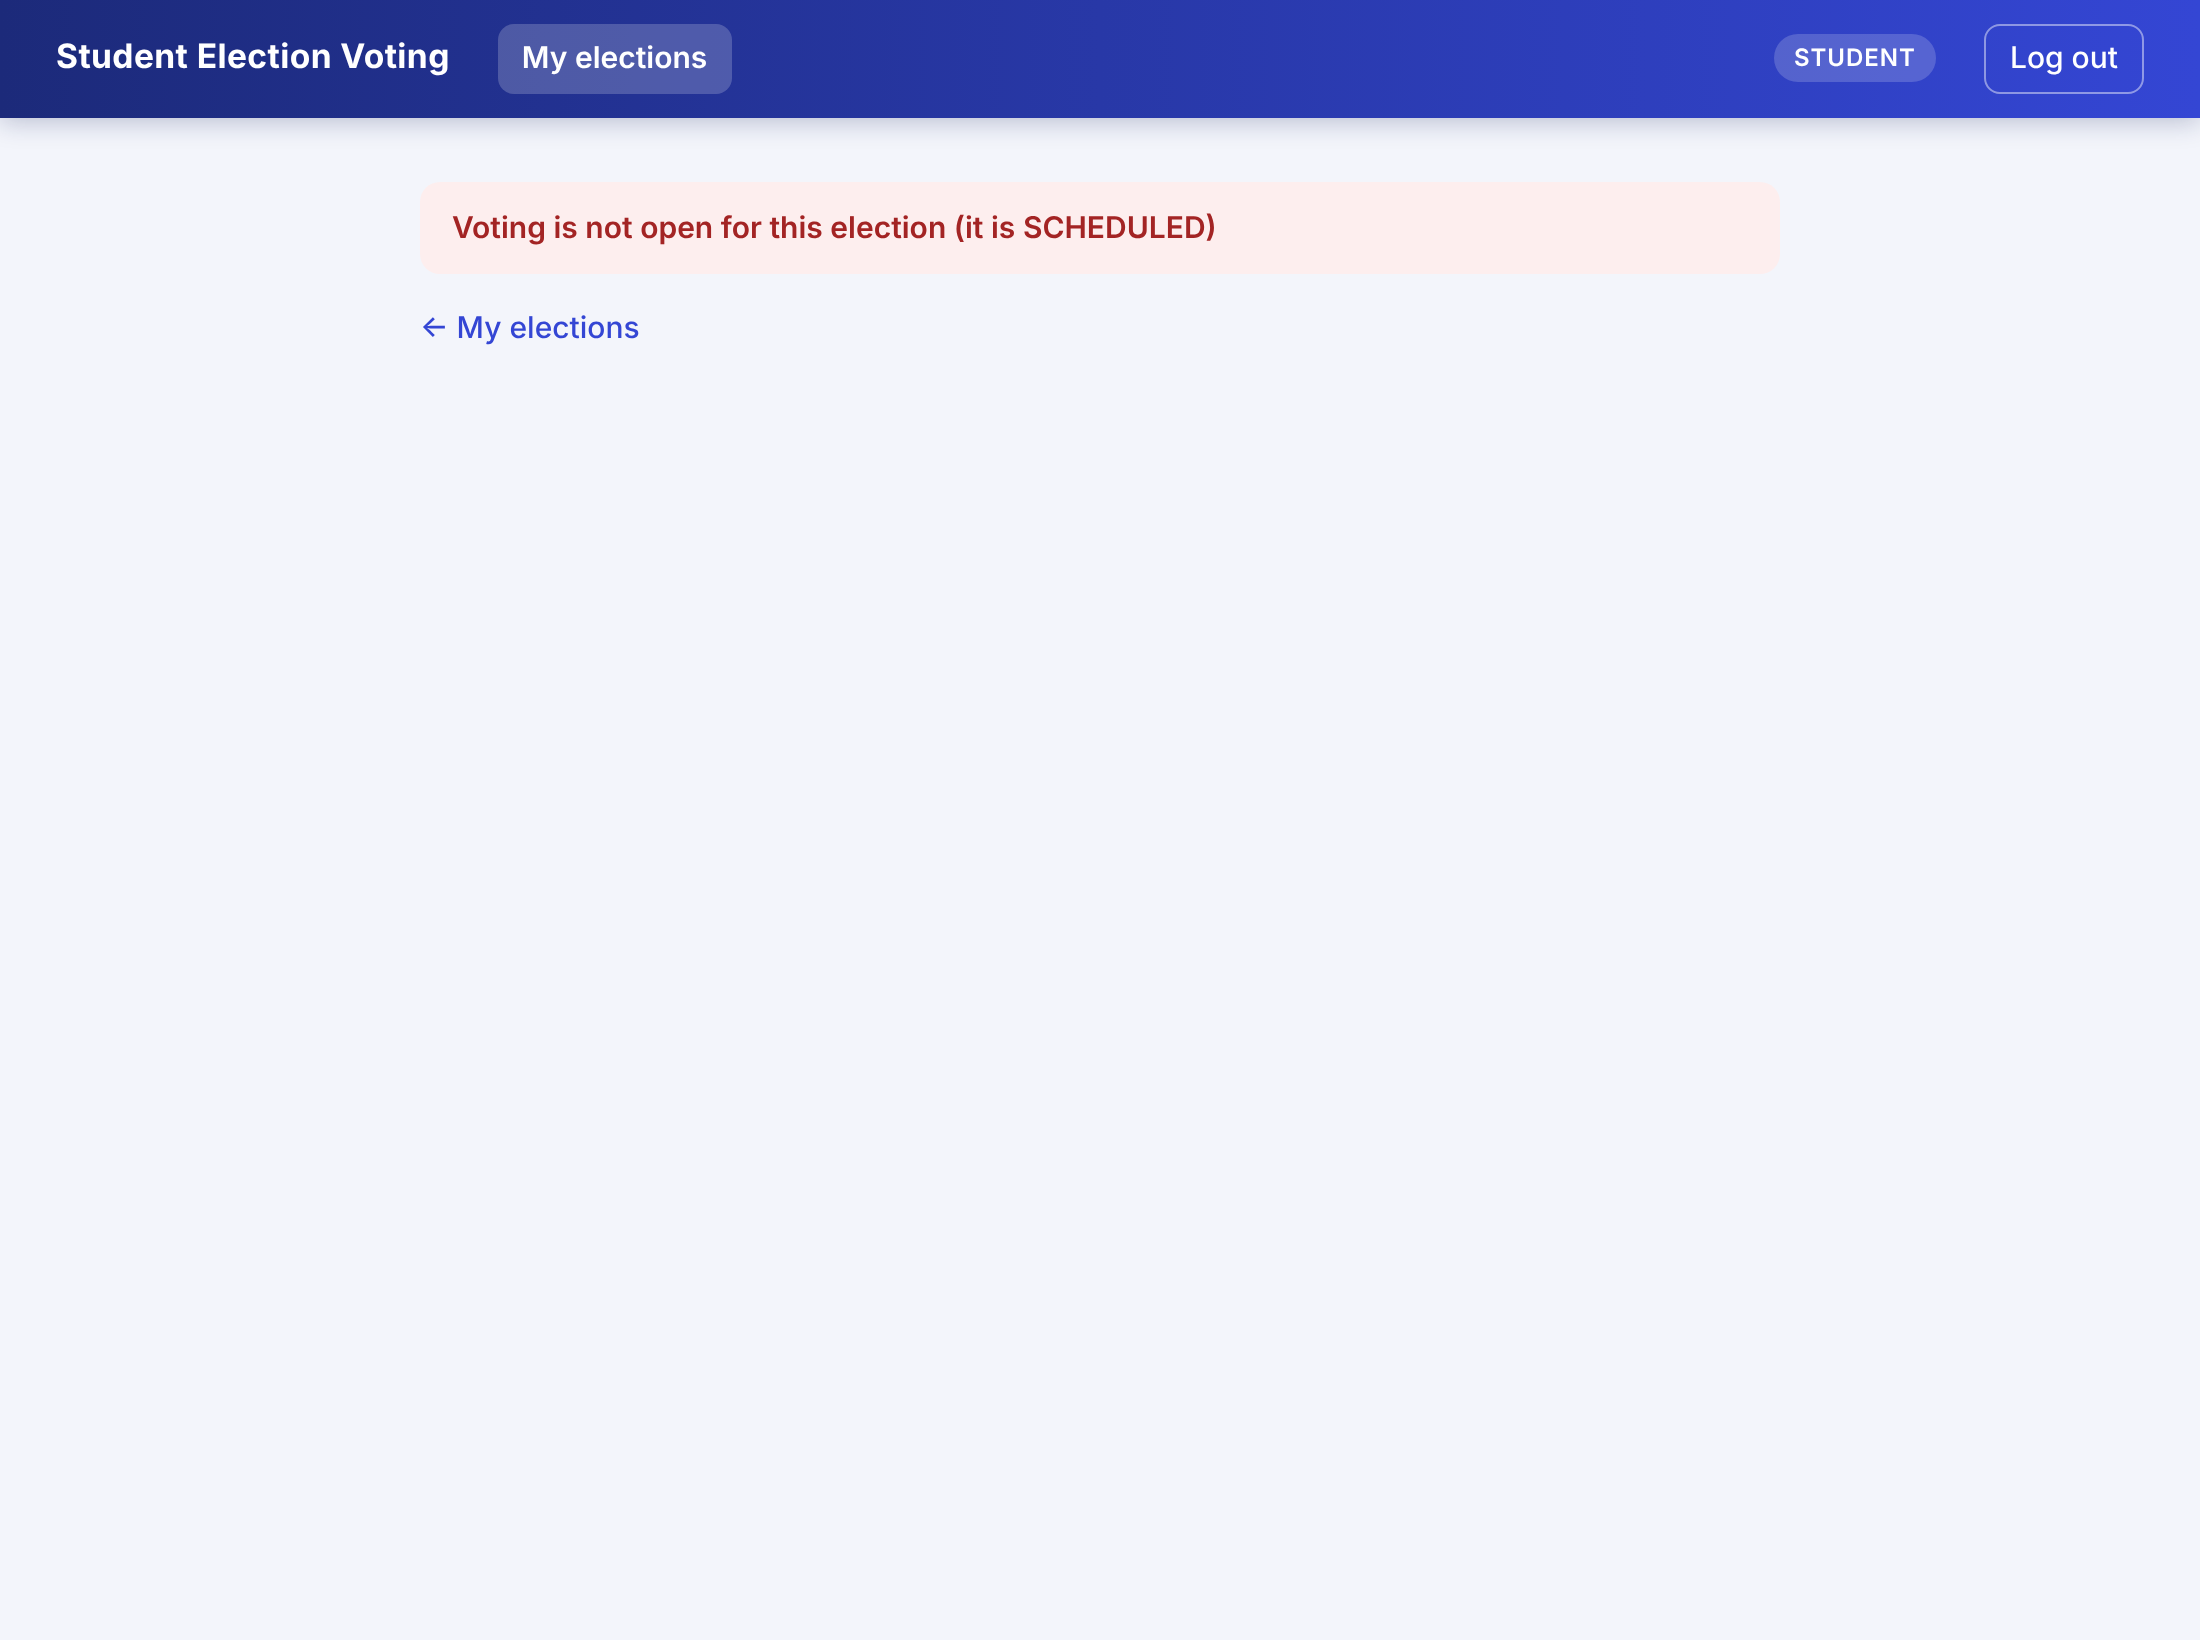 Student Election Voting
My elections
STUDENT
Log out
Voting is not open for this election (it is SCHEDULED)
← My elections